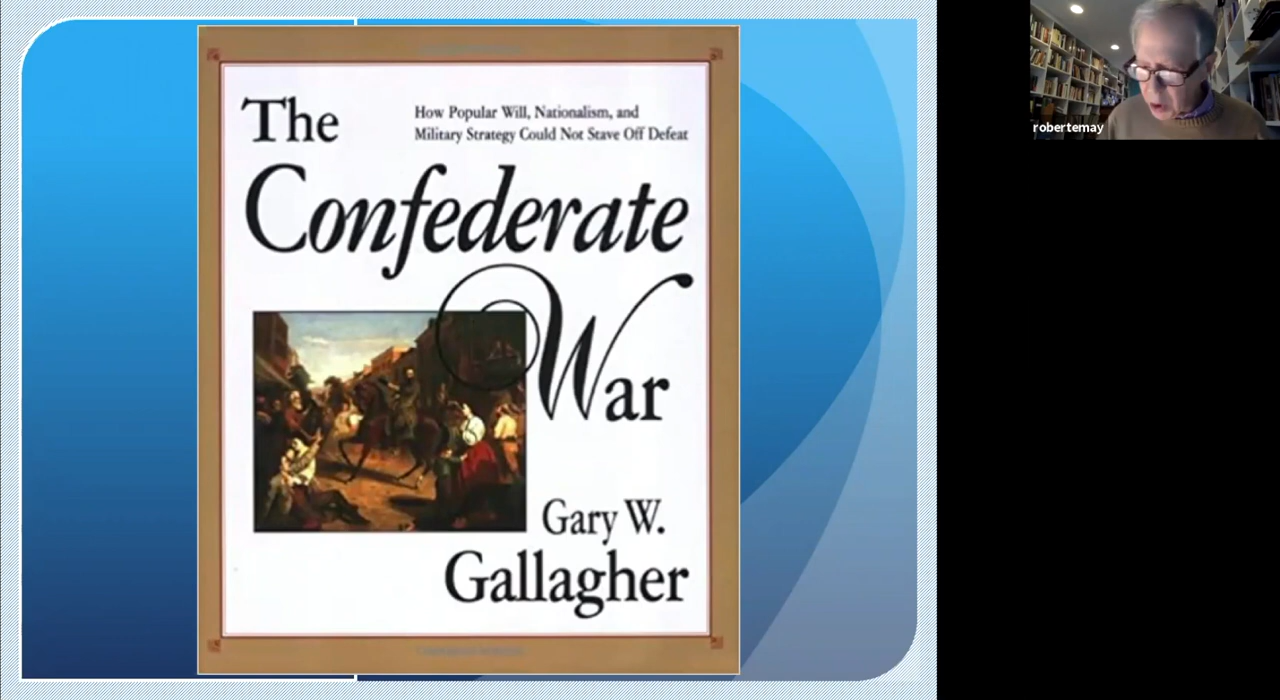 The
How Popular Will, Nationalism, and
Military Strategy Could Not Stave Off Defeat
Confederate
War
Gary W.
Gallagher
robertemay